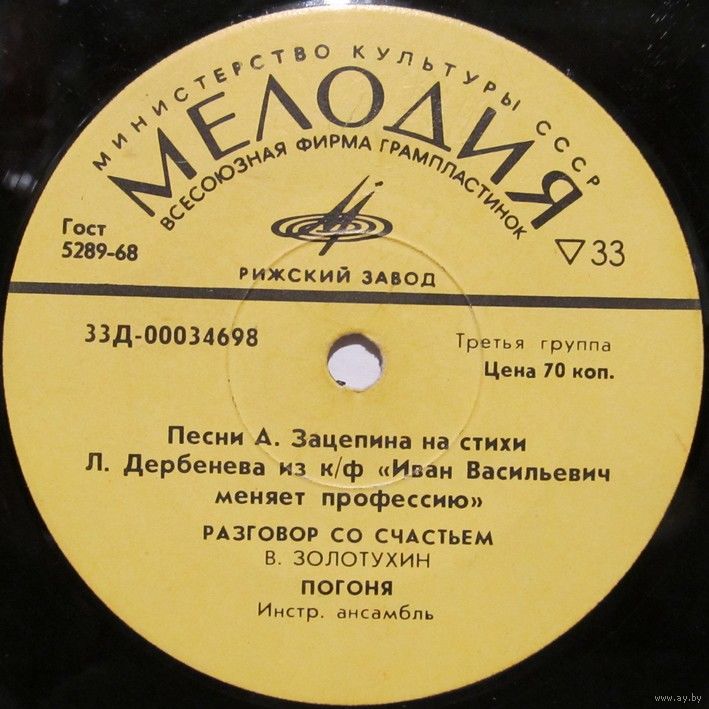 МИНИСТЕРСТВО КУЛЬТУРЫ СССР
МЕЛОДИЯ
ВСЕСОЮЗНАЯ ФИРМА ГРАМПЛАСТИНОК
Гост
5289-68
33
РИЖСКИЙ ЗАВОД
33Д-00034698
Третья группа
Цена 70 коп.
Песни А. Зацепина на стихи
Л. Дербенева из к/ф «Иван Васильевич
меняет профессию»
РАЗГОВОР СО СЧАСТЬЕМ
В. ЗОЛОТУХИН
ПОГОНЯ
Инстр. ансамбль
www.ay.by